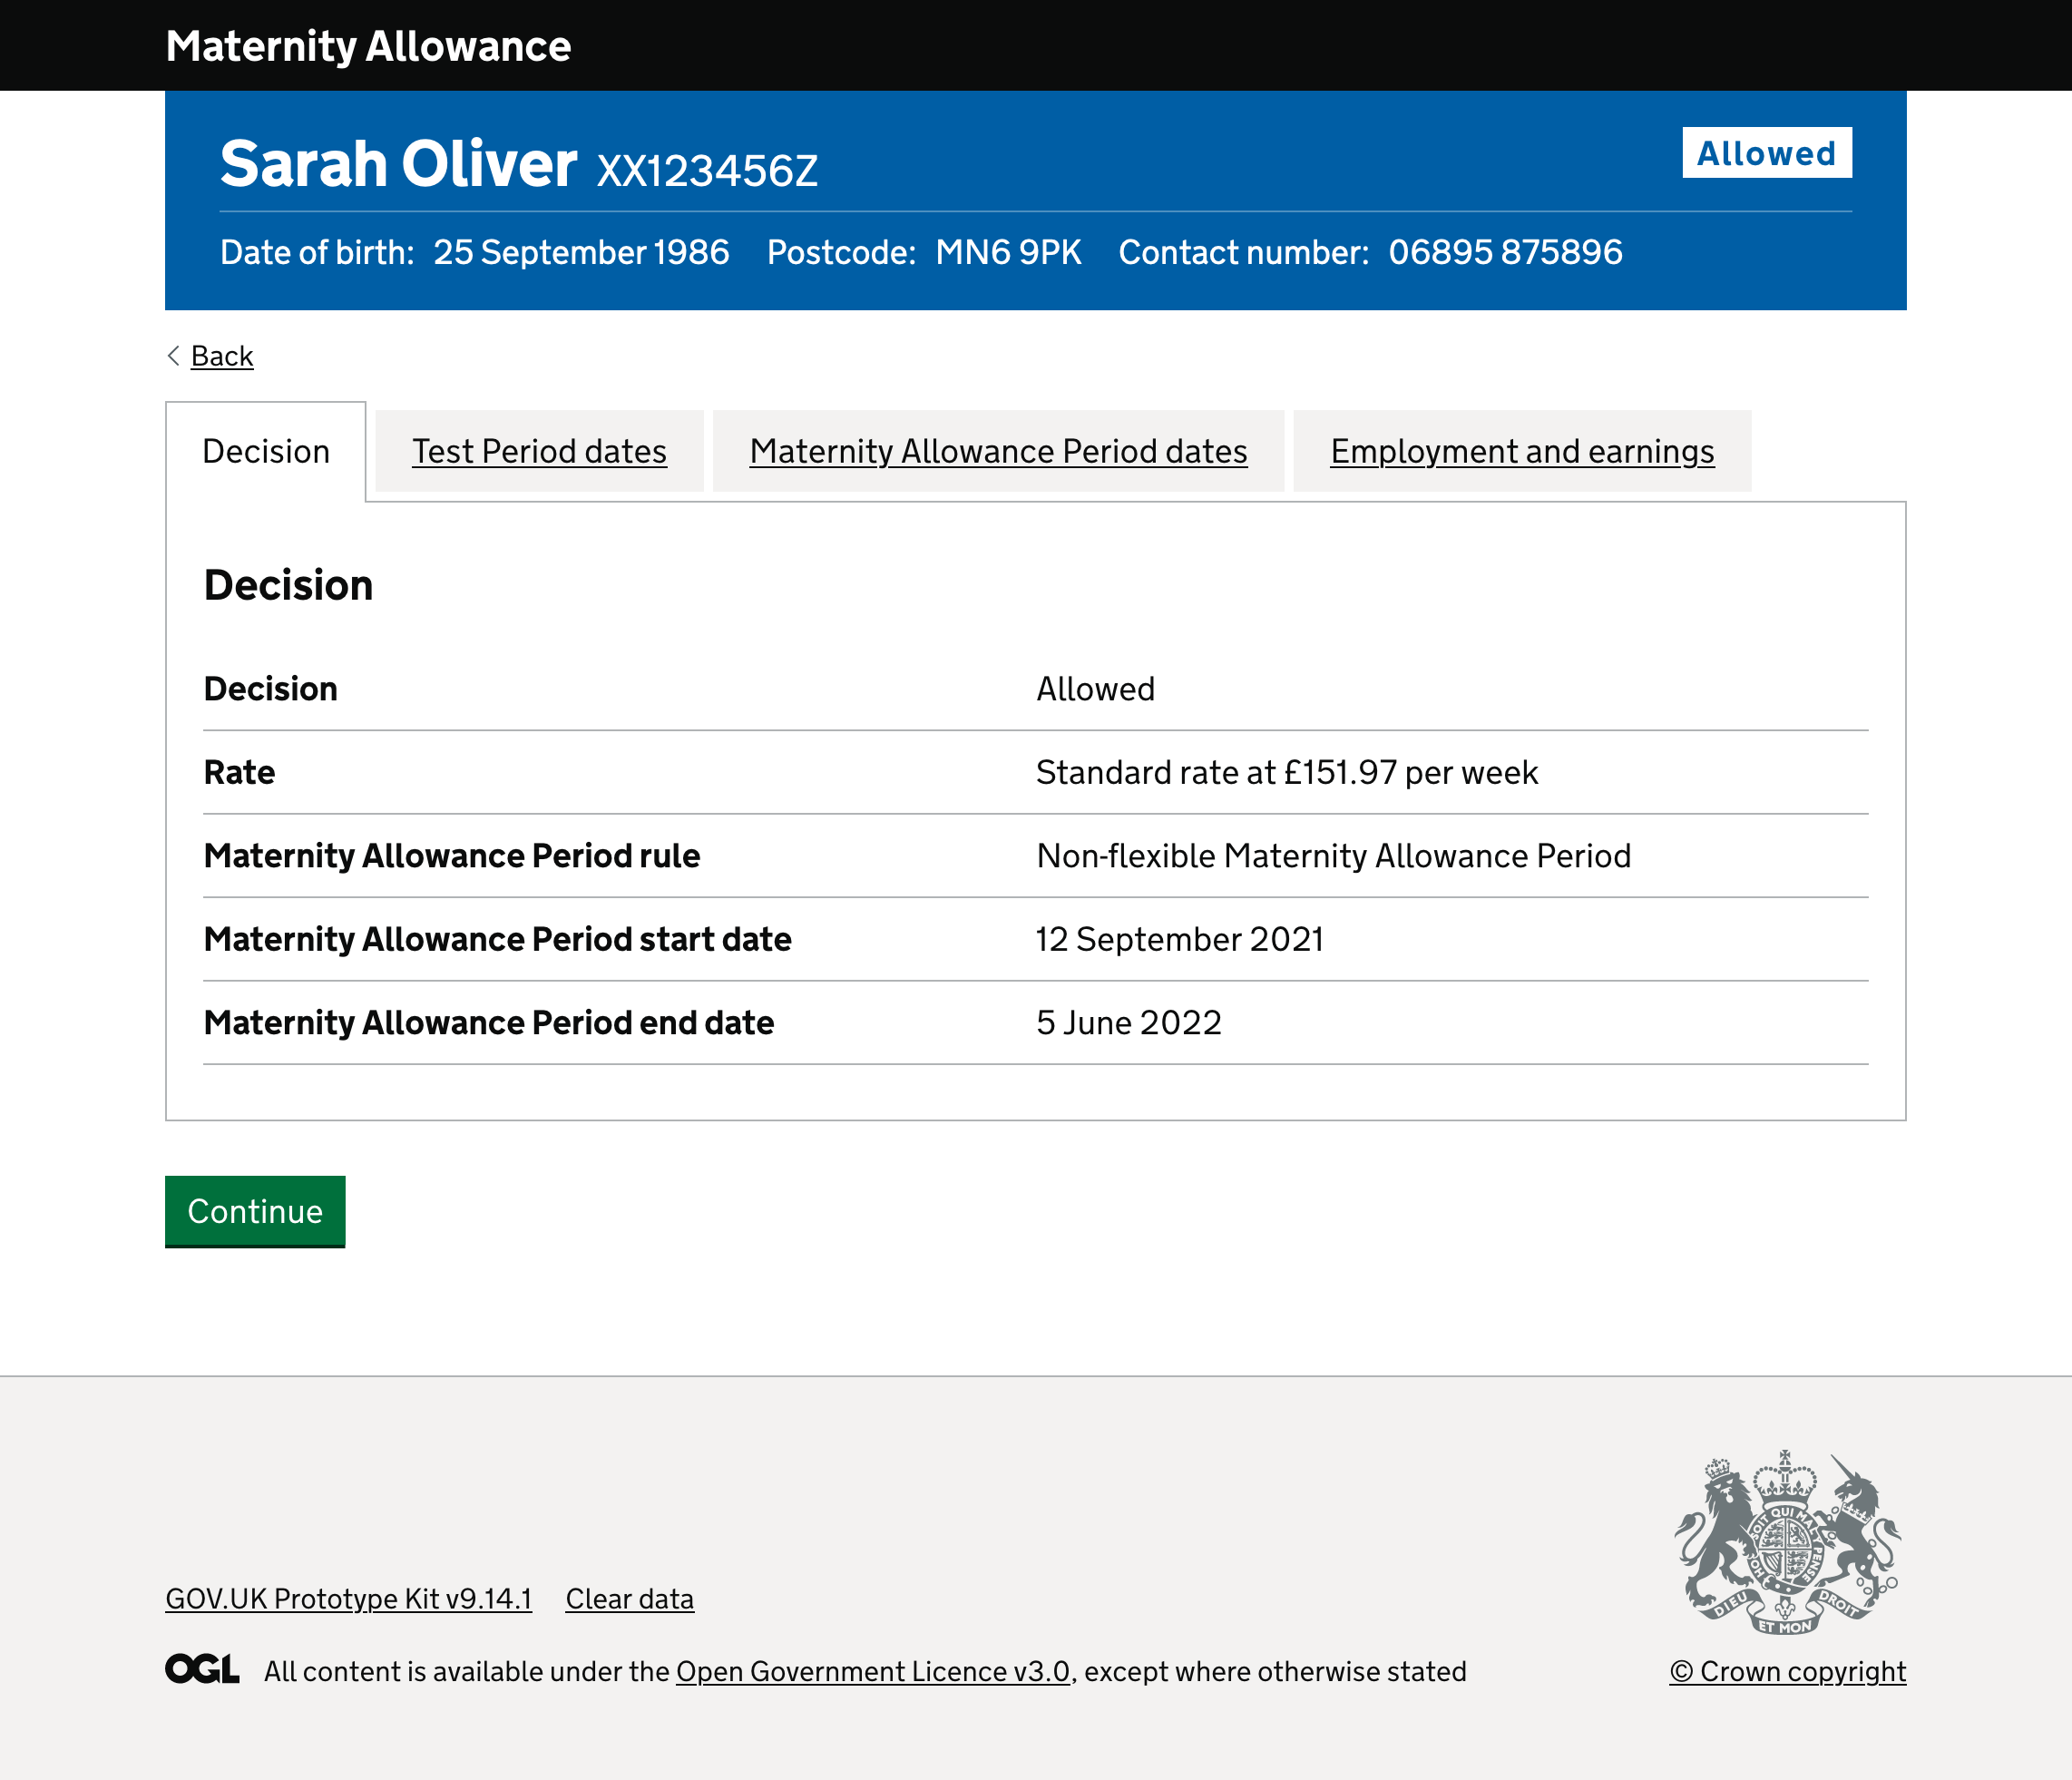 Maternity Allowance
Sarah Oliver XX123456Z
Allowed
Date of birth: 25 September 1986 Postcode: MN6 9PK Contact number: 06895 875896
Back
Decision Test Period dates Maternity Allowance Period dates Employment and earnings
Decision
Decision Allowed
Rate Standard rate at £151.97 per week
Maternity Allowance Period rule Non-flexible Maternity Allowance Period
Maternity Allowance Period start date 12 September 2021
Maternity Allowance Period end date 5 June 2022
Continue
SOIT QUI MAL Y PENSE HON
DIEU ET MON DROIT
GOV.UK Prototype Kit v9.14.1 Clear data
OGL All content is available under the Open Government Licence v3.0, except where otherwise stated
© Crown copyright